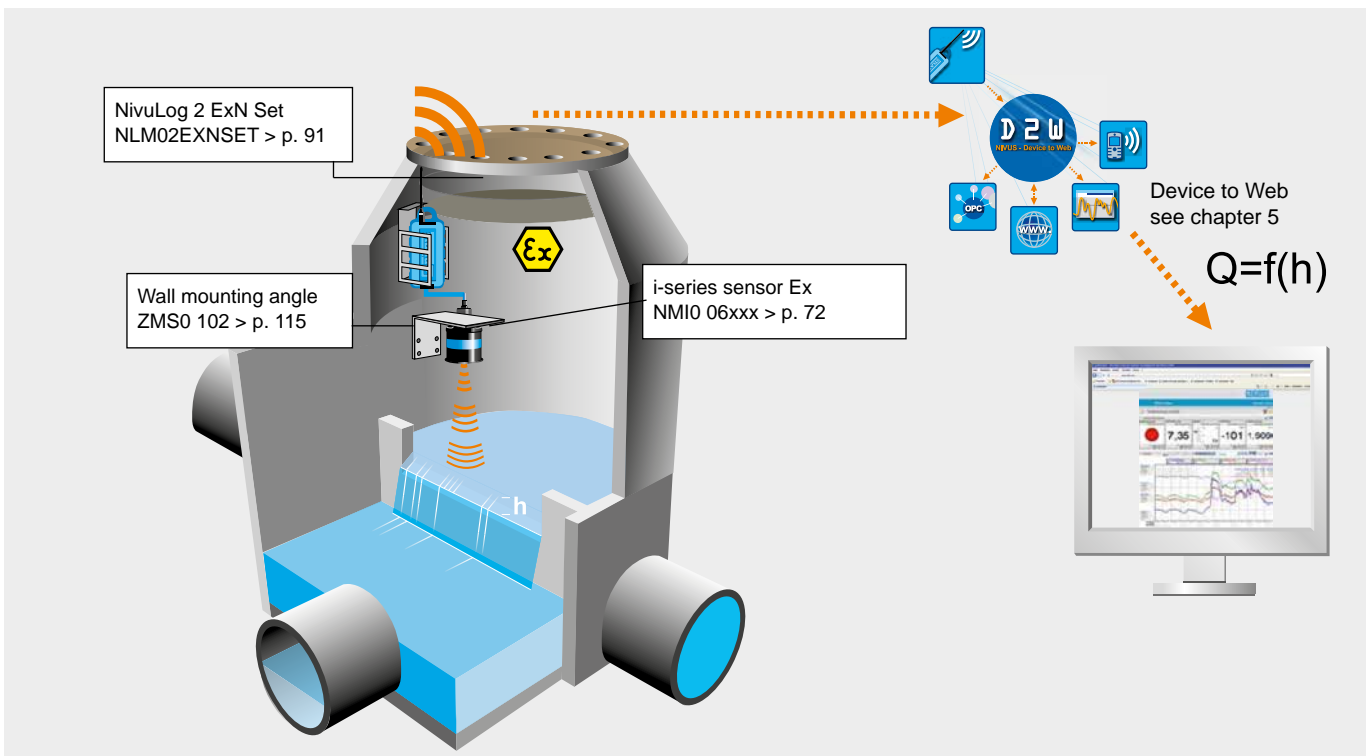 NivuLog 2 ExN Set
NLM02EXNSET > p. 91
Wall mounting angle
ZMS0 102 > p. 115
Ex
i-series sensor Ex
NMI0 06xxx > p. 72
h
D2W
NIVUS - Device to Web
OPC
WWW.
Device to Web
see chapter 5
Q=f(h)
7,35
-101